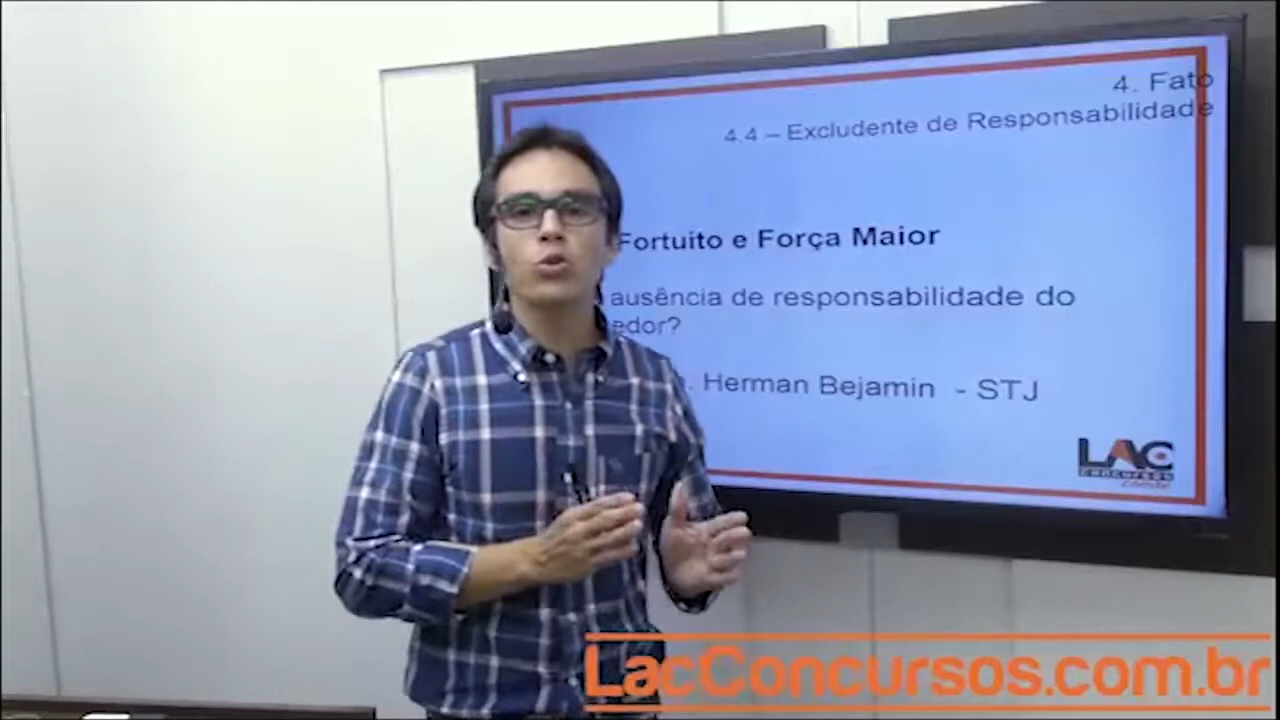 4. Fato
4.4 – Excludente de Responsabilidade
Fortuito e Força Maior
ausência de responsabilidade do
edor?
. Herman Bejamin - STJ
LAC
CONCURSOS
LacConcursos.com.br